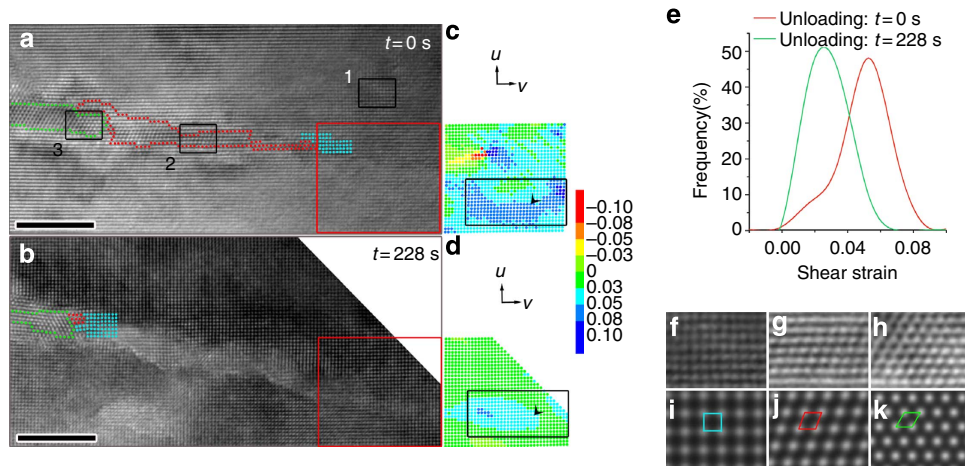 a
t=0 s
1
2
3
b
t=228 s
c
u
v
−0.10
−0.08
−0.05
−0.03
0
0.03
0.05
0.08
0.10
d
u
v
e
Unloading: t=0 s
Unloading: t=228 s
Frequency(%)
50
40
30
20
10
0
0.00 0.04 0.08
Shear strain
f g h
i j k